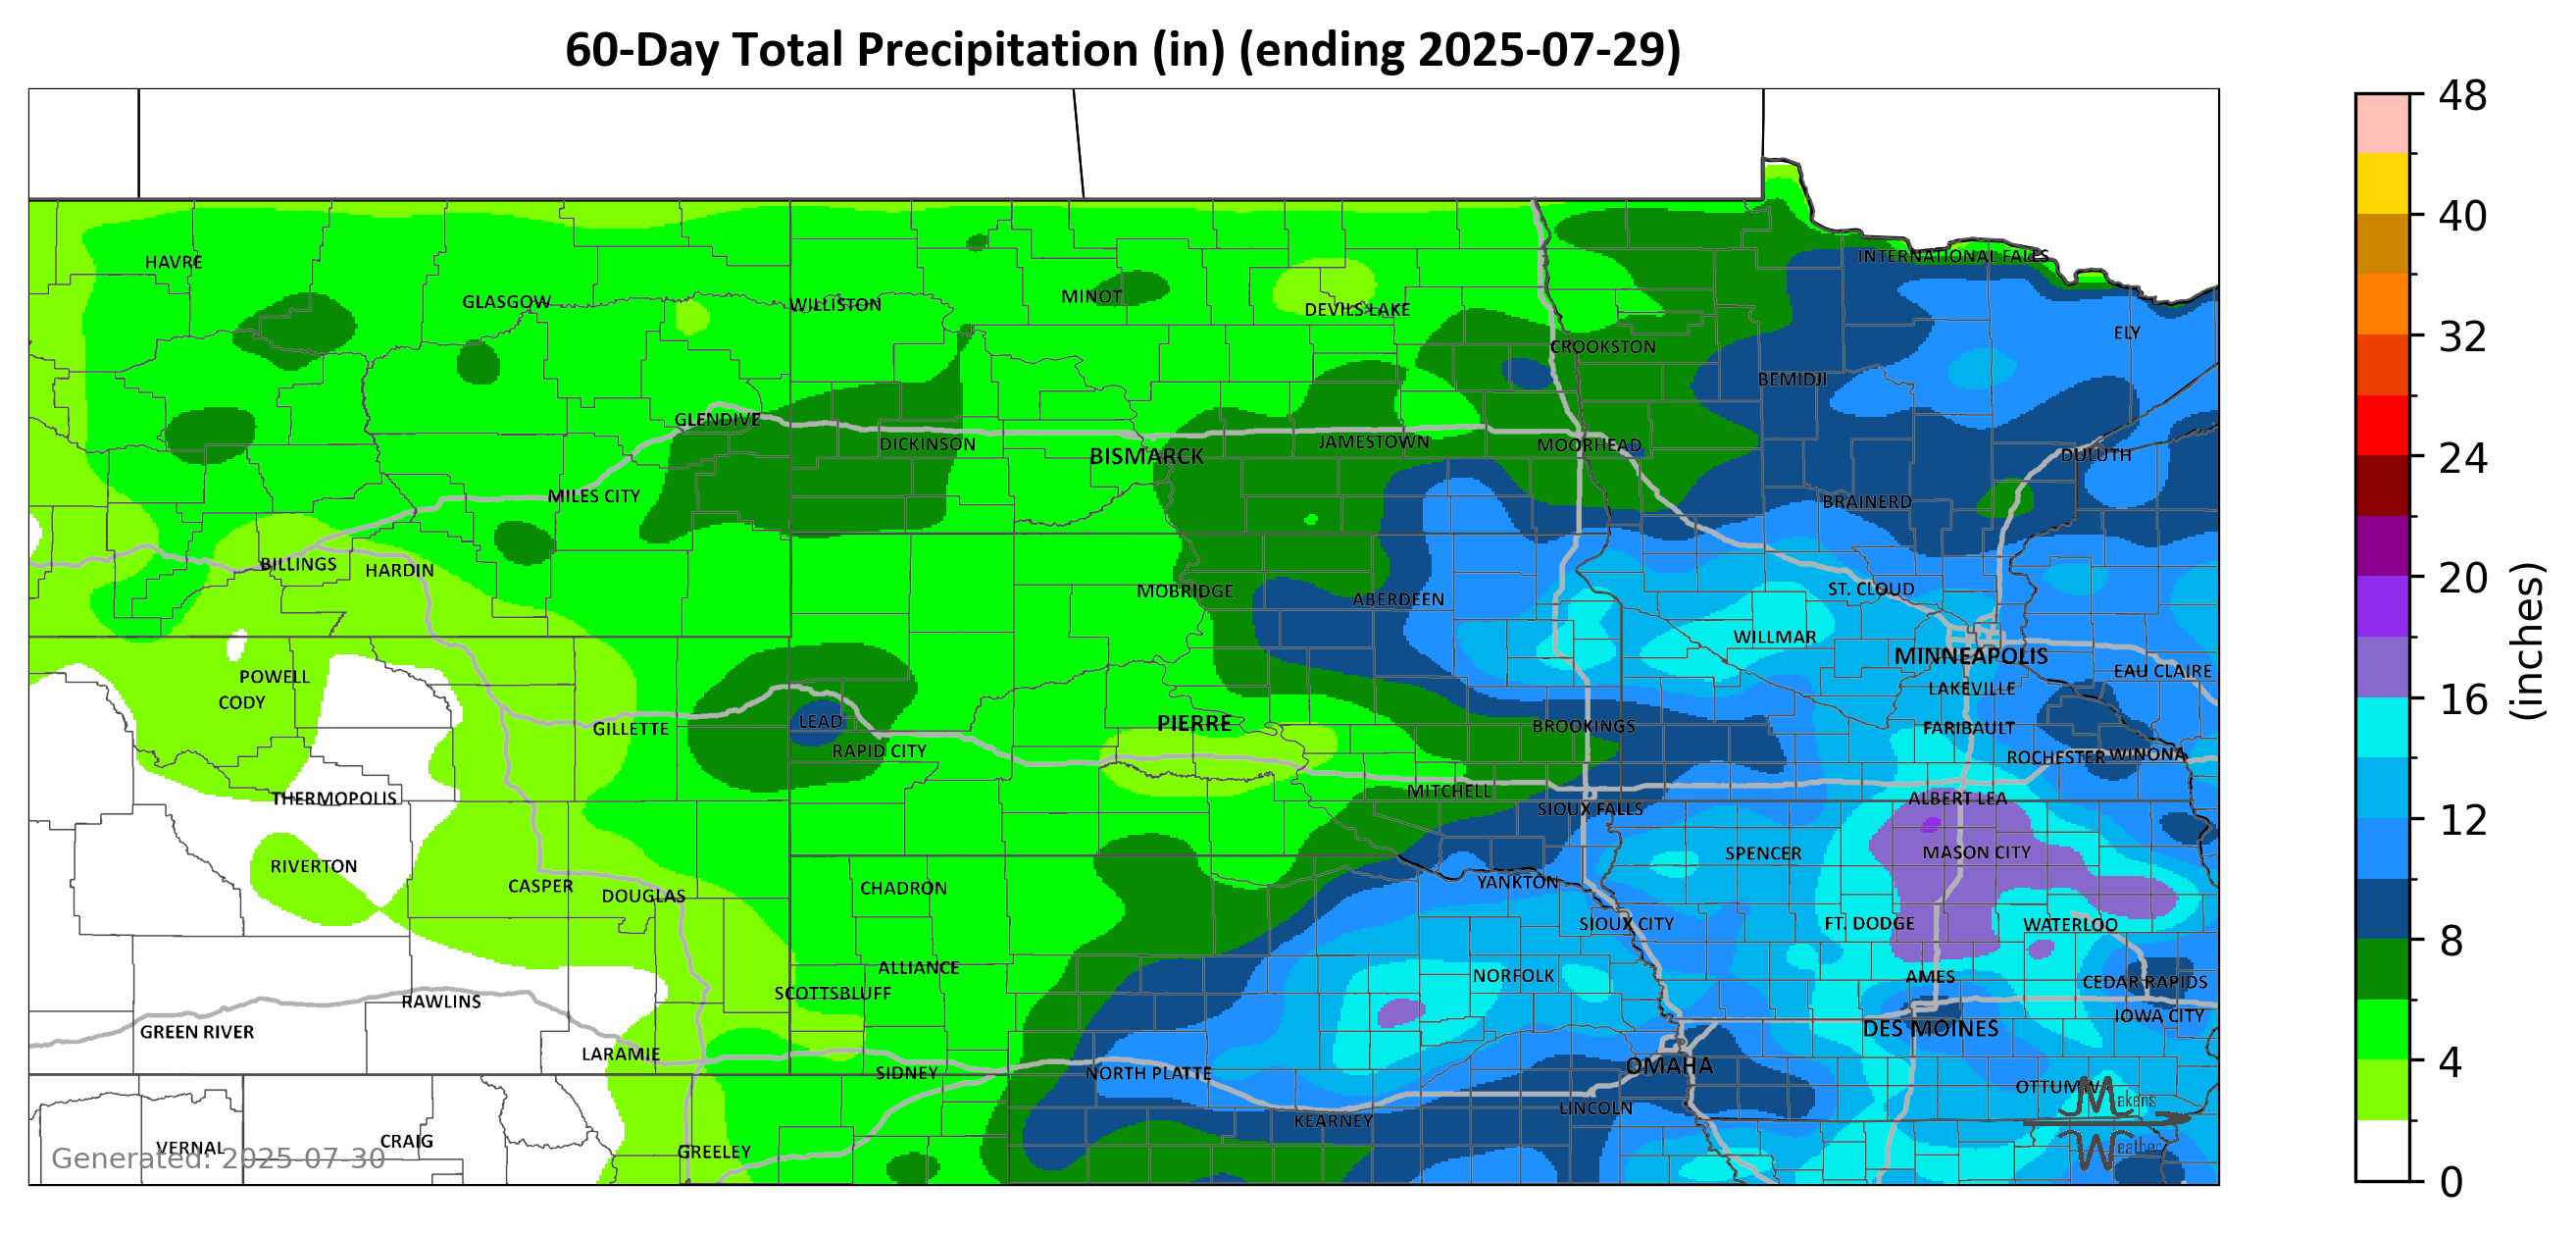 60-Day Total Precipitation (in) (ending 2025-07-29)
48
40
32
24
20
16
12
8
4
0
(inches)
INTERNATIONAL FALLS
HAVRE
GLASGOW
WILLISTON
MINOT
DEVILS LAKE
ELY
CROOKSTON
BEMIDJI
GLENDIVE
DICKINSON
BISMARCK
JAMESTOWN
MOORHEAD
DULUTH
MILES CITY
BRAINERD
BILLINGS
HARDIN
MOBRIDGE
ABERDEEN
ST. CLOUD
WILLMAR
MINNEAPOLIS
EAU CLAIRE
POWELL
CODY
LAKEVILLE
GILLETTE
LEAD
PIERRE
BROOKINGS
FARIBAULT
RAPID CITY
ROCHESTER
WINONA
THERMOPOLIS
MITCHELL
SIOUX FALLS
ALBERT LEA
RIVERTON
SPENCER
MASON CITY
CASPER
DOUGLAS
CHADRON
YANKTON
SIOUX CITY
FT. DODGE
WATERLOO
ALLIANCE
NORFOLK
AMES
CEDAR RAPIDS
SCOTTSBLUFF
RAWLINS
GREEN RIVER
DES MOINES
IOWA CITY
LARAMIE
SIDNEY
NORTH PLATTE
OMAHA
LINCOLN
KEARNEY
Makens
Weather
VERNAL
CRAIG
GREELEY
Generated: 2025-07-30